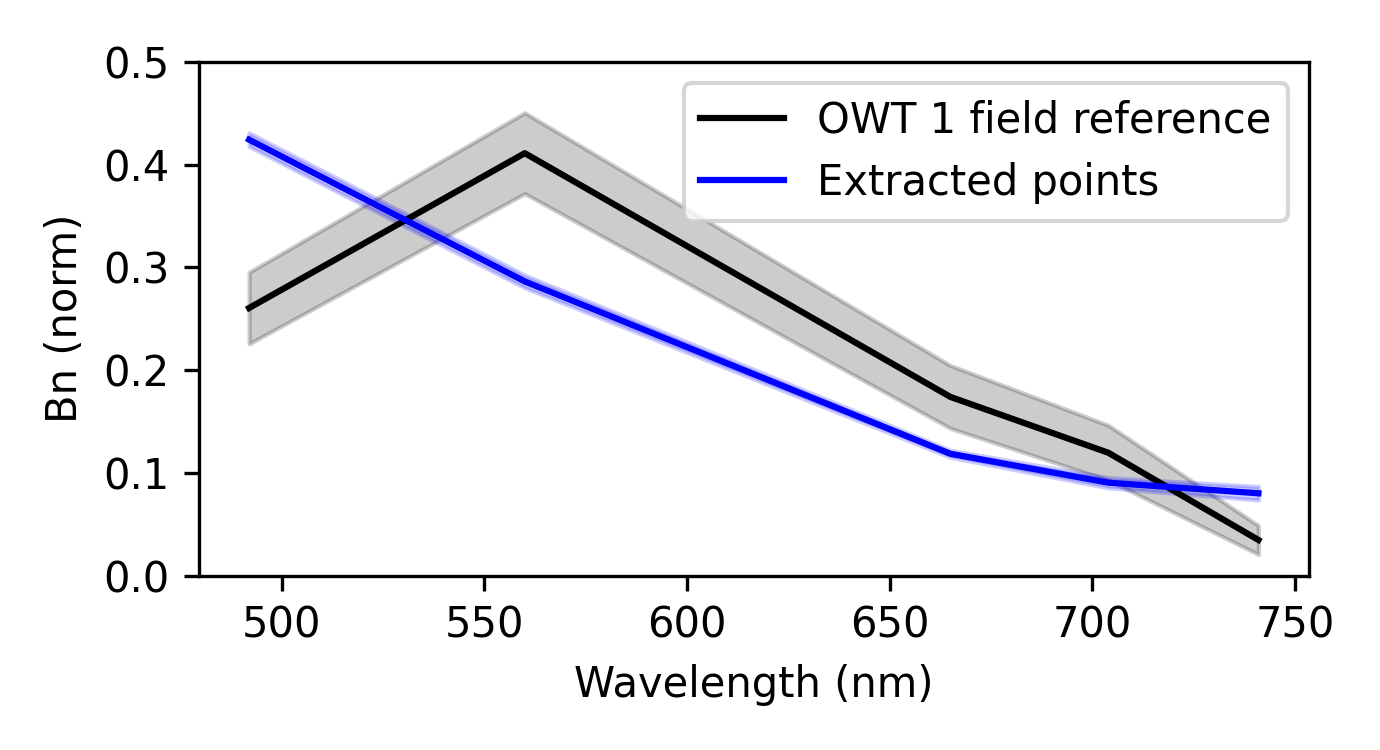 0.5
0.4
0.3
0.2
0.1
0.0
Bn (norm)
OWT 1 field reference
Extracted points
500 550 600 650 700 750
Wavelength (nm)